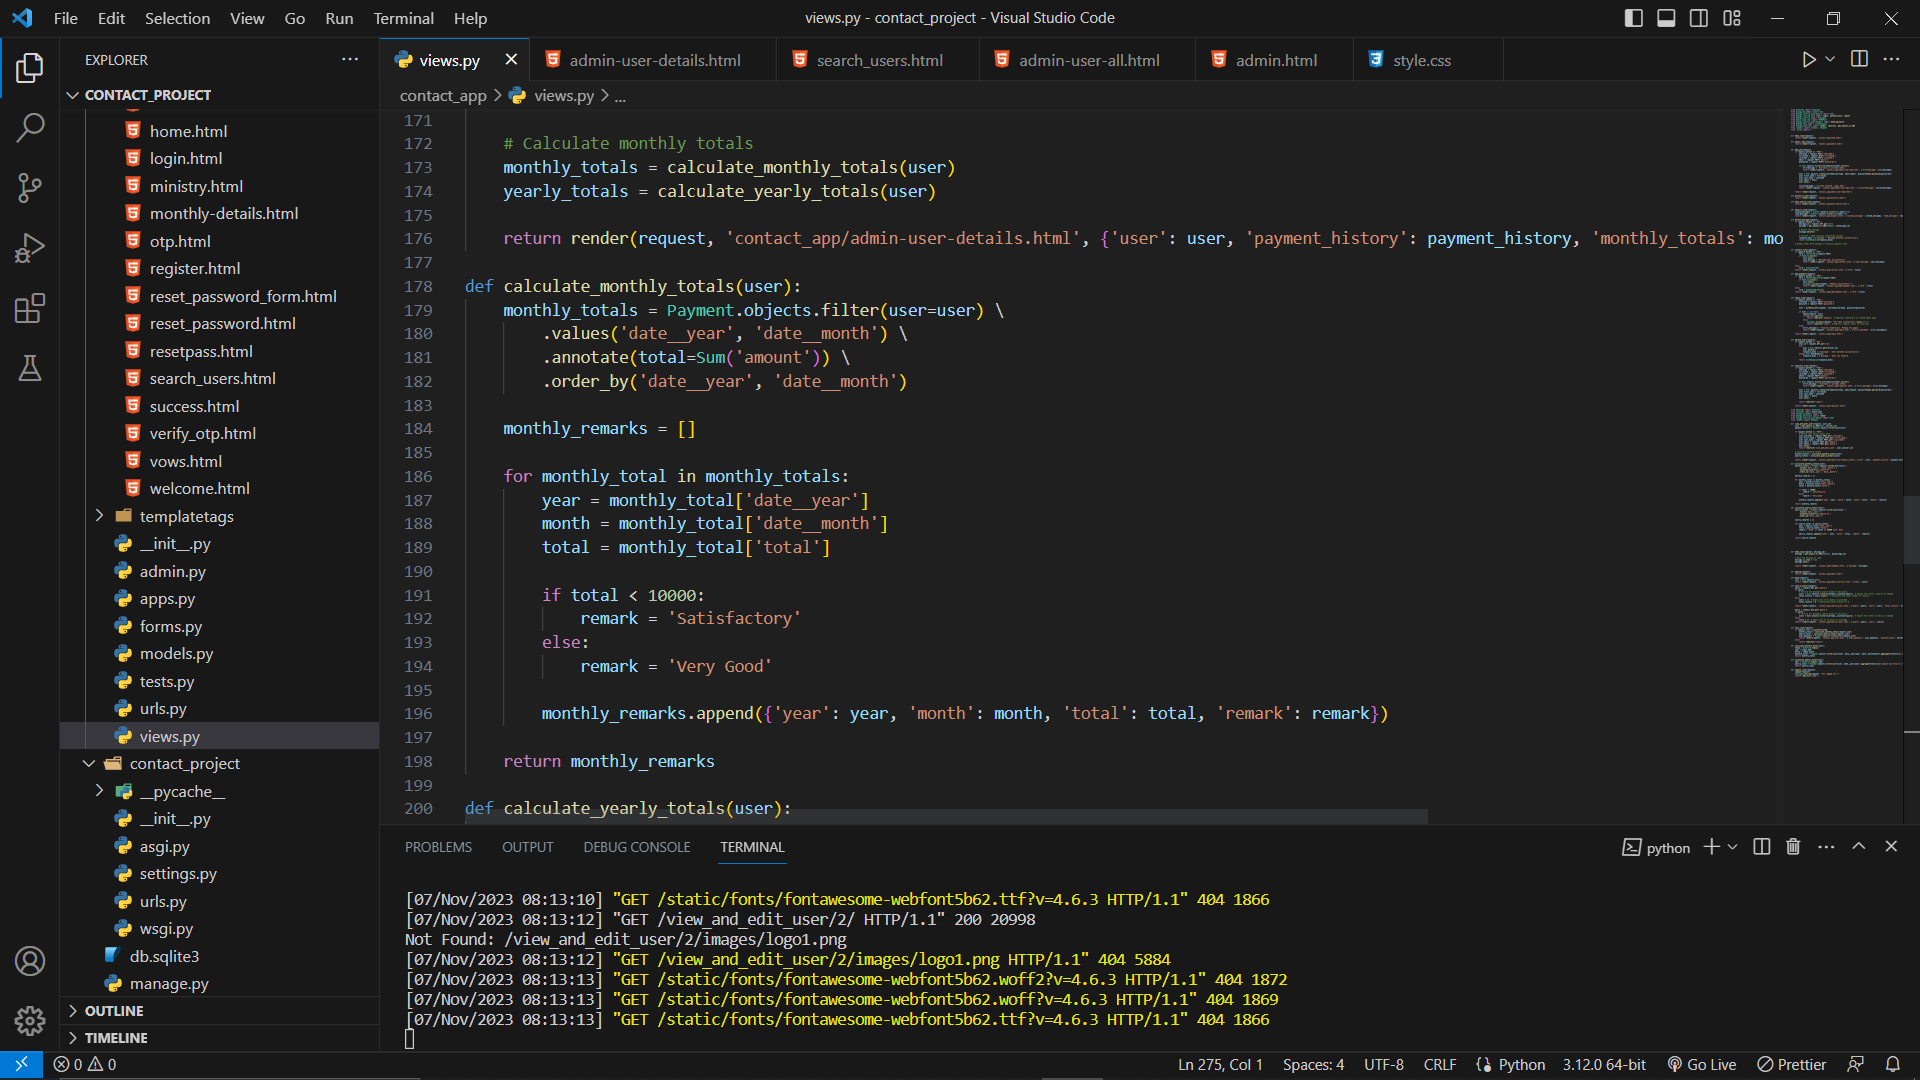 File Edit Selection View Go Run Terminal Help
views.py - contact_project - Visual Studio Code
EXPLORER
CONTACT_PROJECT
home.html
login.html
ministry.html
monthly-details.html
otp.html
register.html
reset_password_form.html
reset_password.html
resetpass.html
search_users.html
success.html
verify_otp.html
vows.html
welcome.html
templatetags
__init__.py
admin.py
apps.py
forms.py
models.py
tests.py
urls.py
views.py
contact_project
__pycache__
__init__.py
asgi.py
settings.py
urls.py
wsgi.py
db.sqlite3
manage.py
OUTLINE
TIMELINE
views.py admin-user-details.html search_users.html admin-user-all.html admin.html style.css
contact_app > views.py > ...
171
172 # Calculate monthly totals
173 monthly_totals = calculate_monthly_totals(user)
174 yearly_totals = calculate_yearly_totals(user)
175
176 return render(request, 'contact_app/admin-user-details.html', {'user': user, 'payment_history': payment_history, 'monthly_totals': mo
177
178 def calculate_monthly_totals(user):
179 monthly_totals = Payment.objects.filter(user=user) \
180 .values('date__year', 'date__month') \
181 .annotate(total=Sum('amount')) \
182 .order_by('date__year', 'date__month')
183
184 monthly_remarks = []
185
186 for monthly_total in monthly_totals:
187 year = monthly_total['date__year']
188 month = monthly_total['date__month']
189 total = monthly_total['total']
190
191 if total < 10000:
192 remark = 'Satisfactory'
193 else:
194 remark = 'Very Good'
195
196 monthly_remarks.append({'year': year, 'month': month, 'total': total, 'remark': remark})
197
198 return monthly_remarks
199
200 def calculate_yearly_totals(user):
PROBLEMS OUTPUT DEBUG CONSOLE TERMINAL
python
[07/Nov/2023 08:13:10] "GET /static/fonts/fontawesome-webfont5b62.ttf?v=4.6.3 HTTP/1.1" 404 1866
[07/Nov/2023 08:13:12] "GET /view_and_edit_user/2/ HTTP/1.1" 200 20998
Not Found: /view_and_edit_user/2/images/logo1.png
[07/Nov/2023 08:13:12] "GET /view_and_edit_user/2/images/logo1.png HTTP/1.1" 404 5884
[07/Nov/2023 08:13:13] "GET /static/fonts/fontawesome-webfont5b62.woff2?v=4.6.3 HTTP/1.1" 404 1872
[07/Nov/2023 08:13:13] "GET /static/fonts/fontawesome-webfont5b62.woff?v=4.6.3 HTTP/1.1" 404 1869
[07/Nov/2023 08:13:13] "GET /static/fonts/fontawesome-webfont5b62.ttf?v=4.6.3 HTTP/1.1" 404 1866
0 0
Ln 275, Col 1 Spaces: 4 UTF-8 CRLF Python 3.12.0 64-bit Go Live Prettier